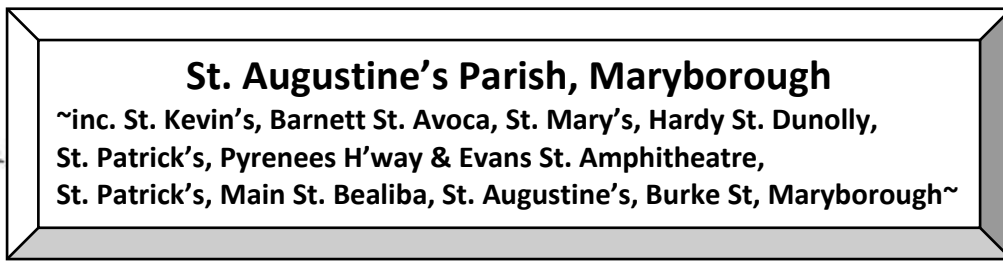 St. Augustine’s Parish, Maryborough
~inc. St. Kevin’s, Barnett St. Avoca, St. Mary’s, Hardy St. Dunolly,
St. Patrick’s, Pyrenees H’way & Evans St. Amphitheatre,
St. Patrick’s, Main St. Bealiba, St. Augustine’s, Burke St, Maryborough~